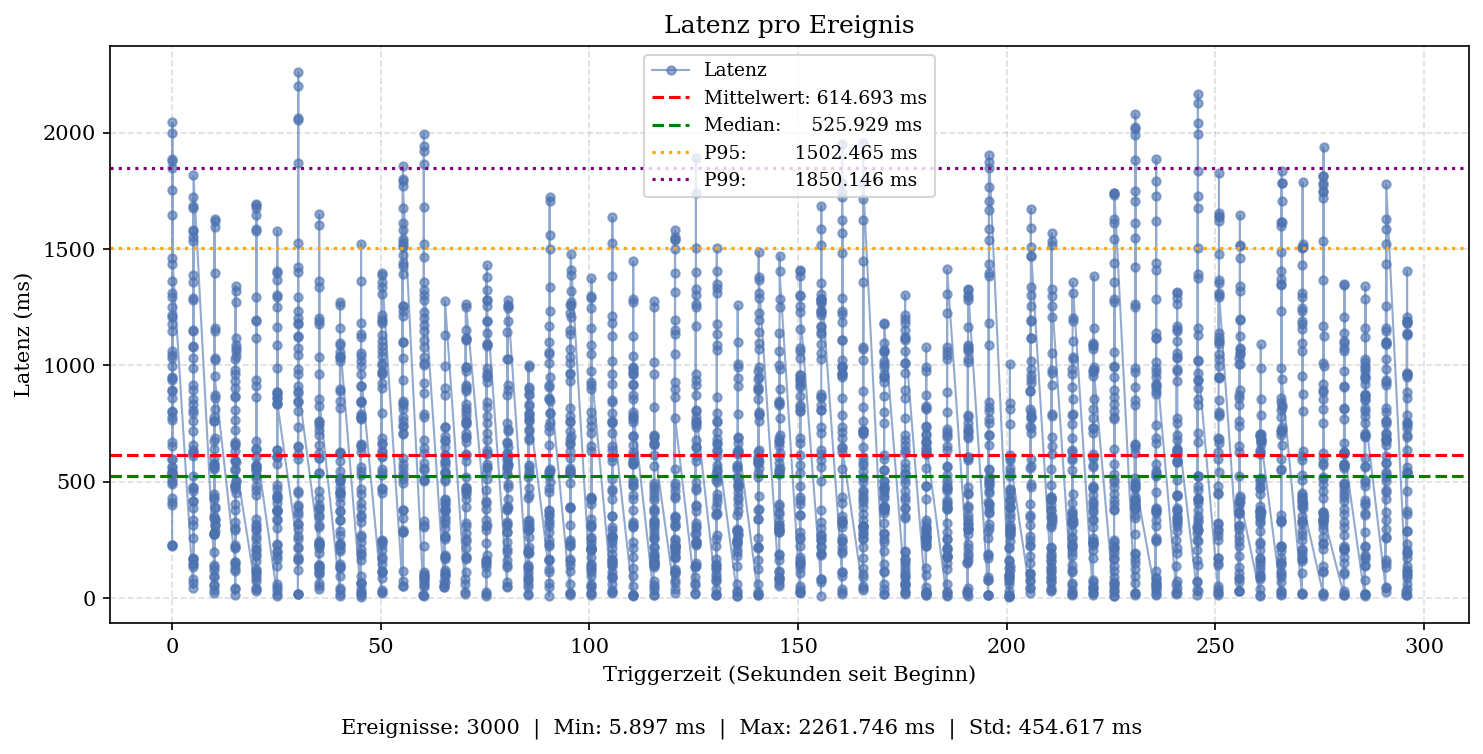 Latenz pro Ereignis
Latenz
Mittelwert: 614.693 ms
Median: 525.929 ms
P95: 1502.465 ms
P99: 1850.146 ms
Latenz (ms)
2000
1500
1000
500
0
0 50 100 150 200 250 300
Triggerzeit (Sekunden seit Beginn)
Ereignisse: 3000 | Min: 5.897 ms | Max: 2261.746 ms | Std: 454.617 ms